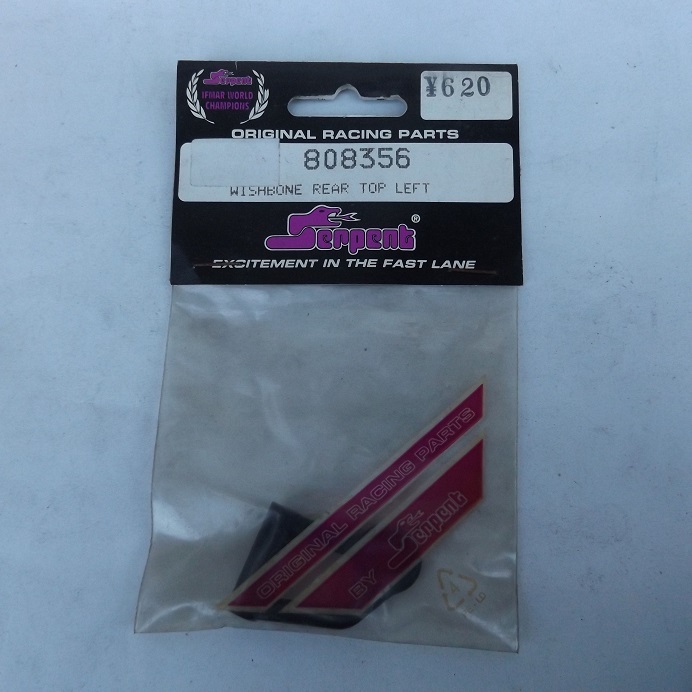 Serpent
IFMAR WORLD
CHAMPIONS
¥620
ORIGINAL RACING PARTS
808356
WISHBONE REAR TOP LEFT
Serpent®
EXCITEMENT IN THE FAST LANE
ORIGINAL RACING PARTS
BY Serpent